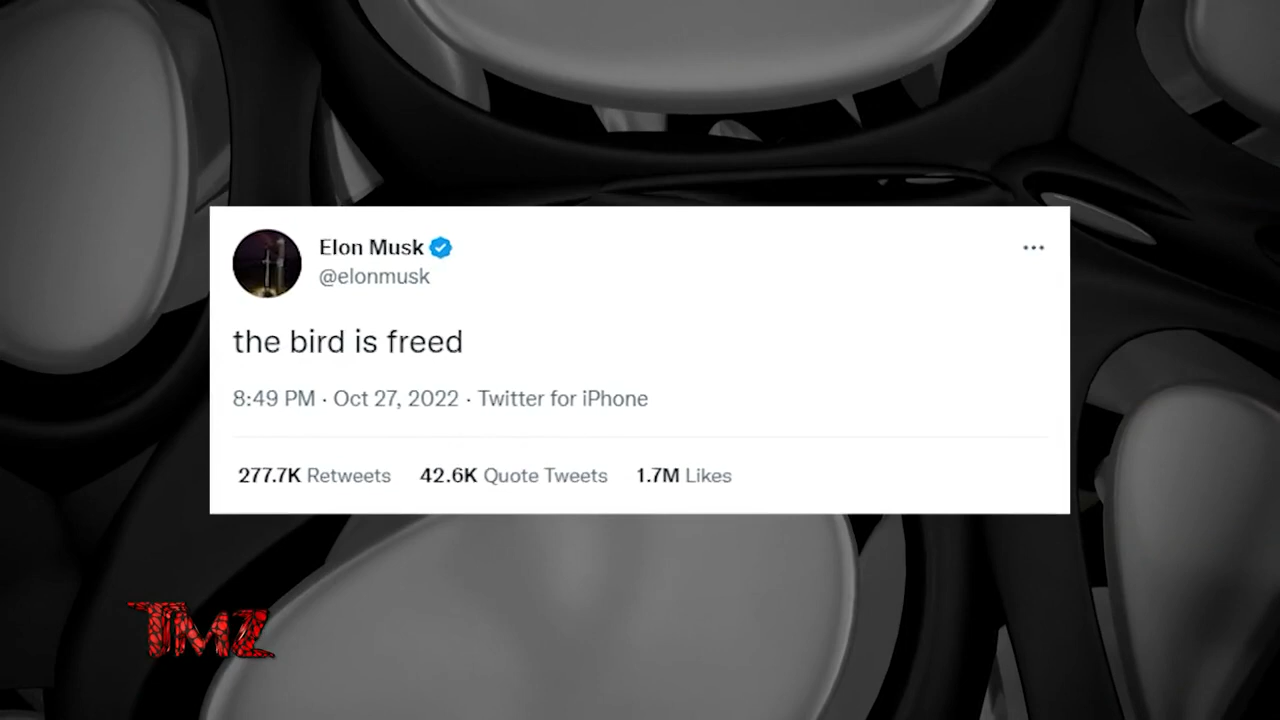 Elon Musk
@elonmusk
the bird is freed
8:49 PM · Oct 27, 2022 · Twitter for iPhone
277.7K Retweets 42.6K Quote Tweets 1.7M Likes
TMZ